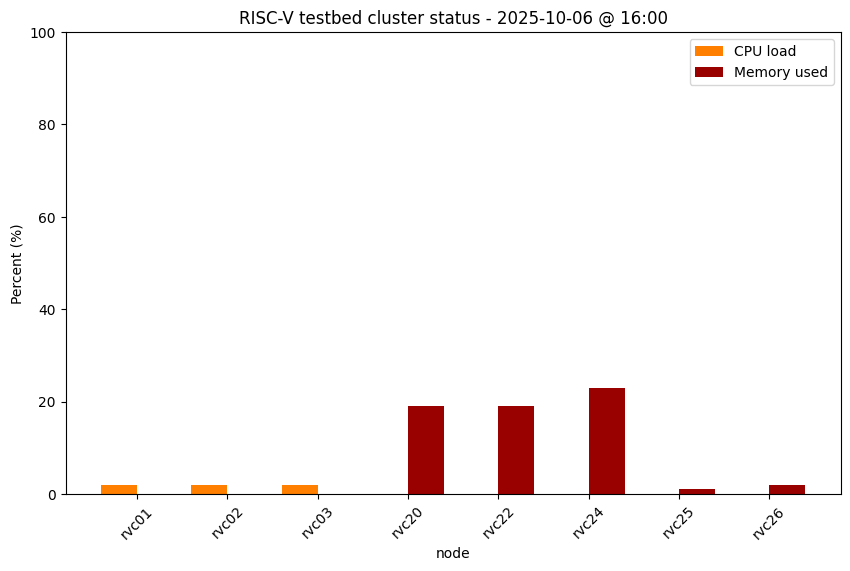 RISC-V testbed cluster status - 2025-10-06 @ 16:00
CPU load
Memory used
Percent (%)
100
80
60
40
20
0
rvc01 rvc02 rvc03 rvc20 rvc22 rvc24 rvc25 rvc26
node